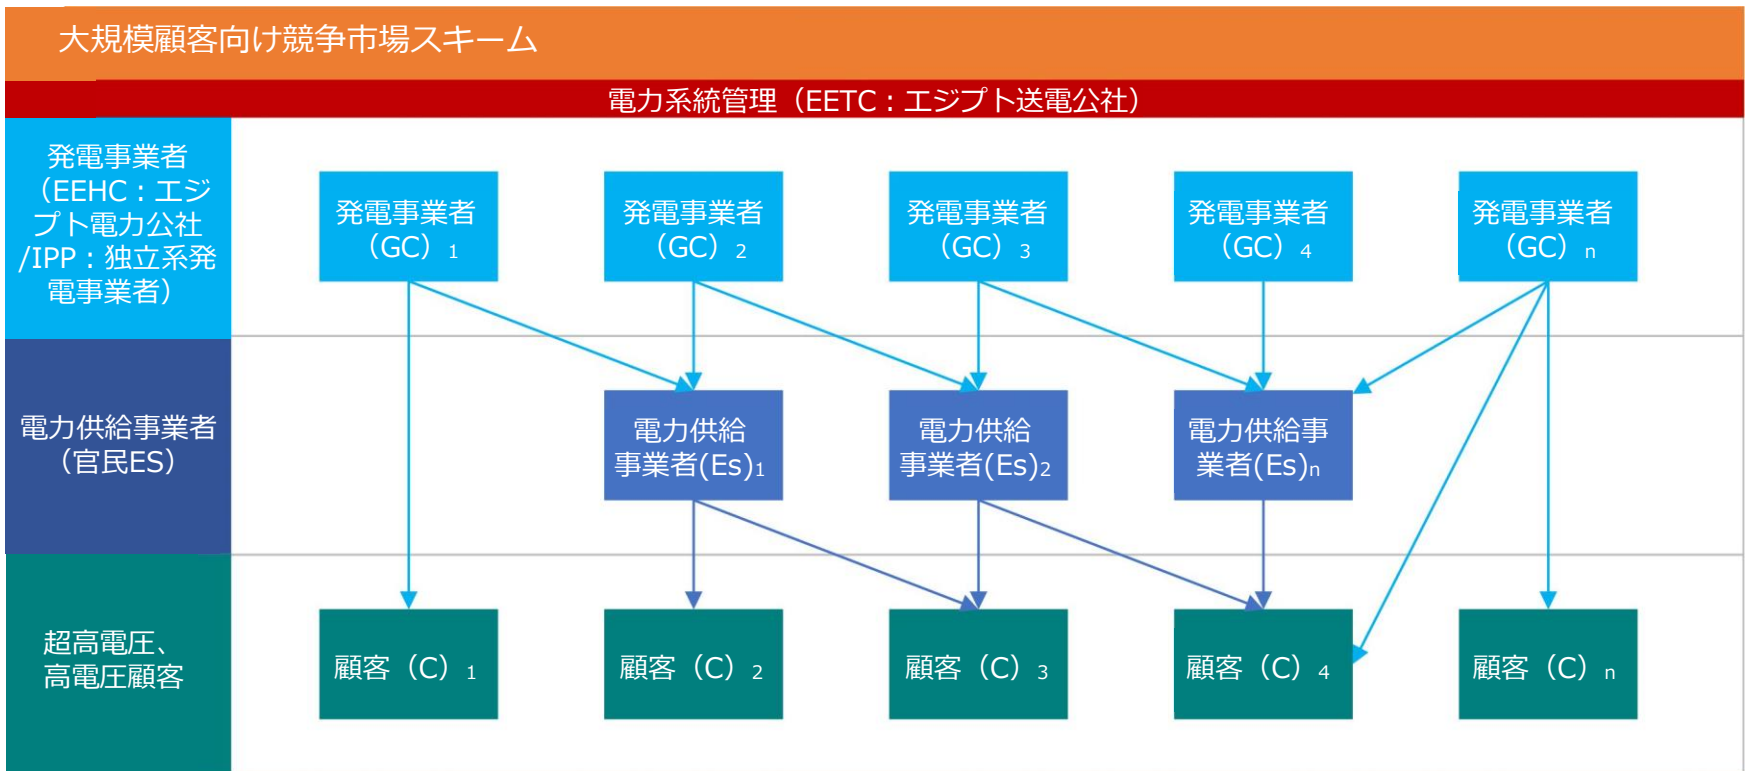 大規模顧客向け競争市場スキーム
電力系統管理（EETC：エジプト送電公社）
発電事業者
（EEHC：エジ
プト電力公社
/IPP：独立系発
電事業者）
発電事業者
（GC）1
発電事業者
（GC）2
発電事業者
（GC）3
発電事業者
（GC）4
発電事業者
（GC）n
電力供給事業者
（官民ES）
電力供給
事業者(Es)1
電力供給
事業者(Es)2
電力供給事
業者(Es)n
超高電圧、
高電圧顧客
顧客（C）1
顧客（C）2
顧客（C）3
顧客（C）4
顧客（C）n